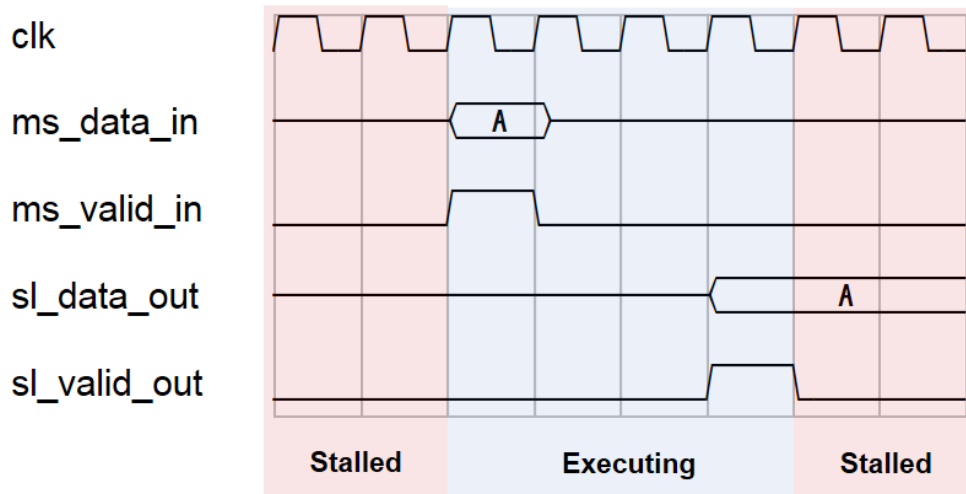 clk
ms_data_in
A
ms_valid_in
sl_data_out
A
sl_valid_out
Stalled
Executing
Stalled